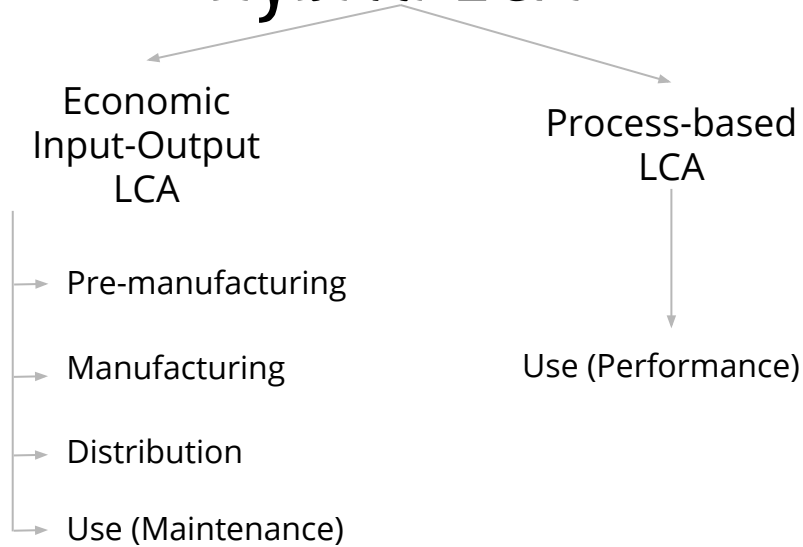 Economic
Input-Output
LCA
Pre-manufacturing
Manufacturing
Distribution
Use (Maintenance)
Process-based
LCA
Use (Performance)